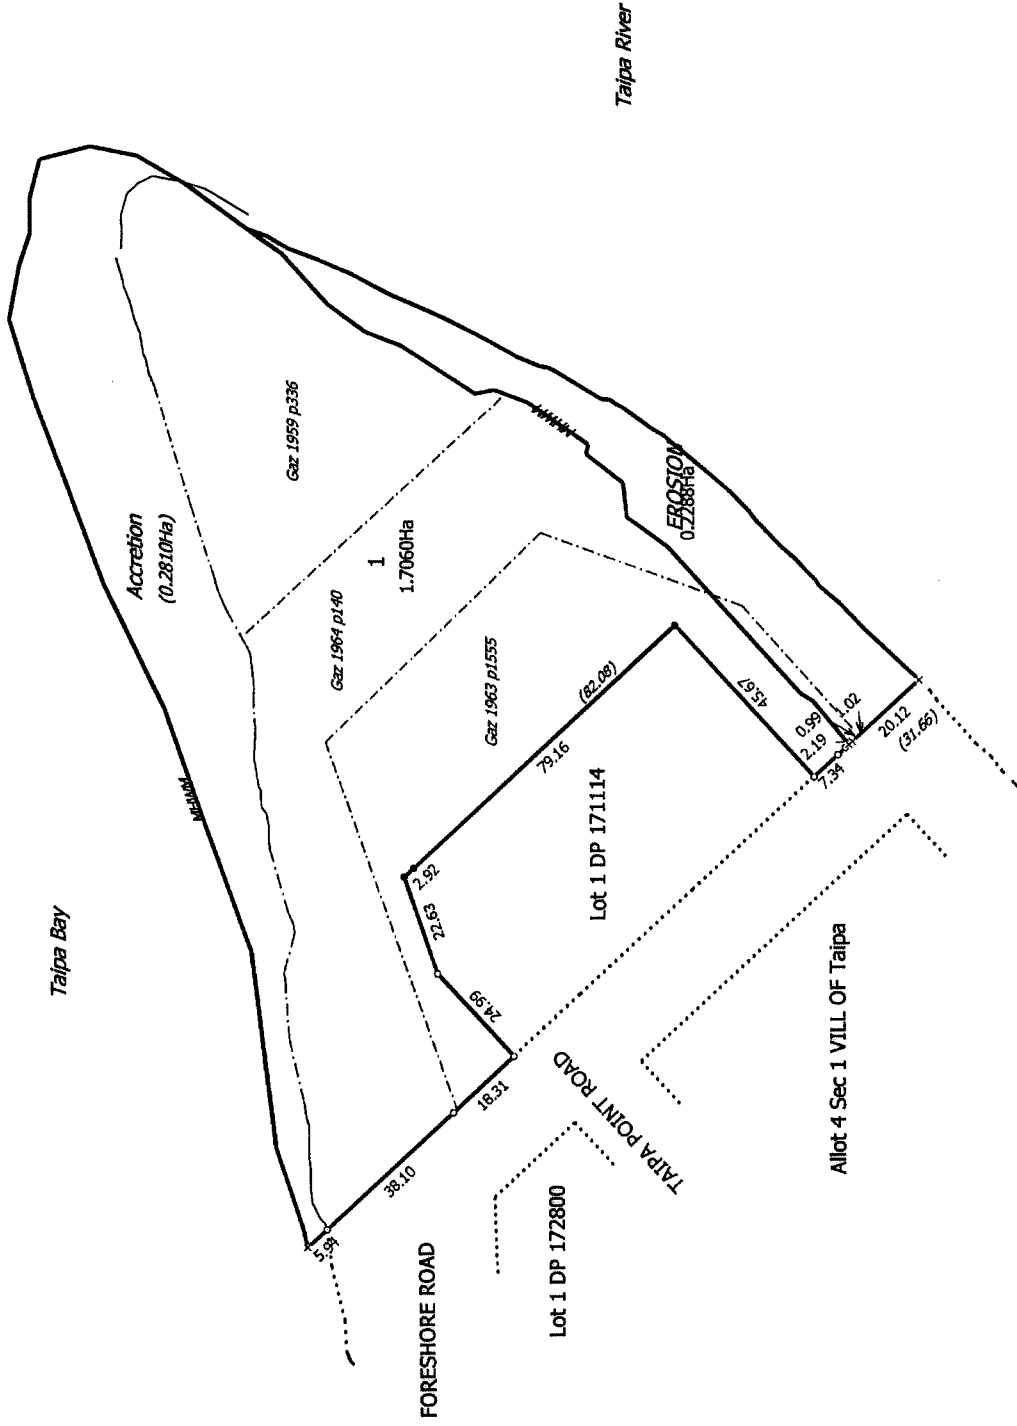 Taipa River
Taipa Bay
Accretion
(0.2810Ha)
Gaz 1959 p336
1
1.7060Ha
Gaz 1964 p140
Gaz 1963 p1555
EROSION
0.2288Ha
MHWM
MHWM
79.16
(82.08)
45.67
2.92
22.63
24.99
18.31
38.10
5.94
0.99
2.19
7.34
1.02
20.12
(31.66)
Lot 1 DP 171114
TAIPA POINT ROAD
Allot 4 Sec 1 VILL OF Taipa
Lot 1 DP 172800
FORESHORE ROAD